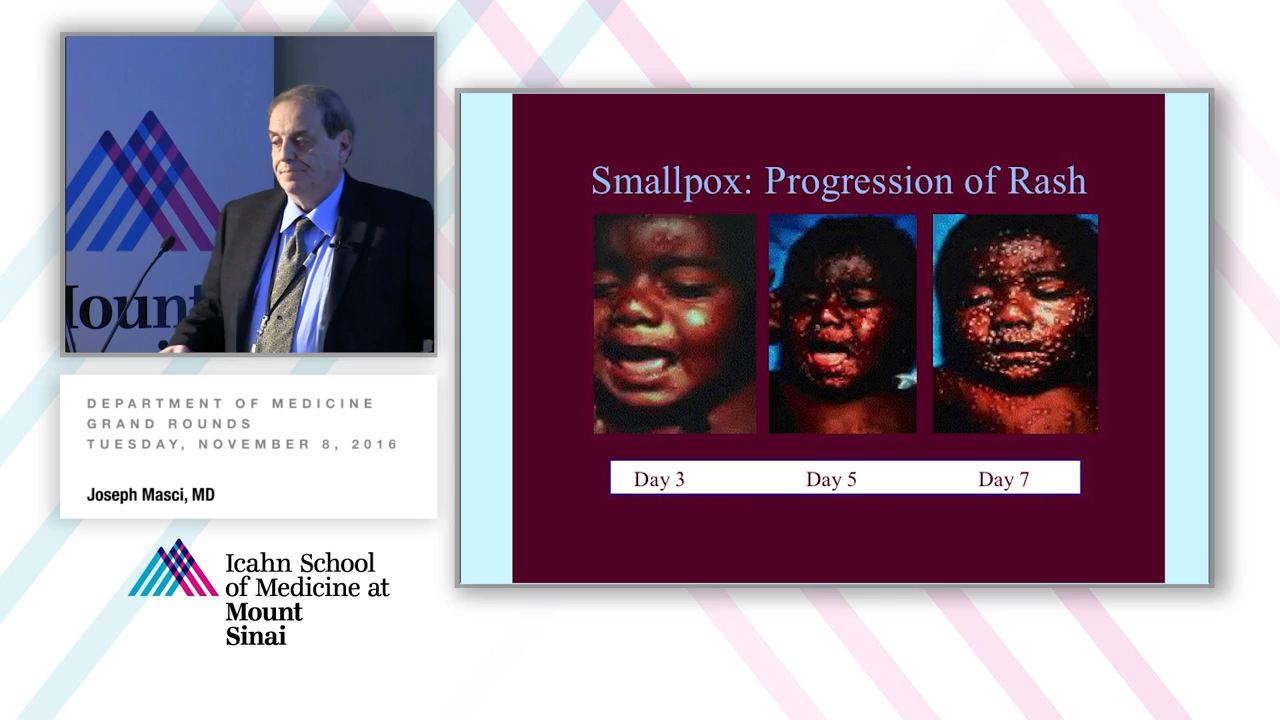 Mount
DEPARTMENT OF MEDICINE
GRAND ROUNDS
TUESDAY, NOVEMBER 8, 2016
Joseph Masci, MD
Icahn School
of Medicine at
Mount
Sinai
Smallpox: Progression of Rash
Day 3 Day 5 Day 7